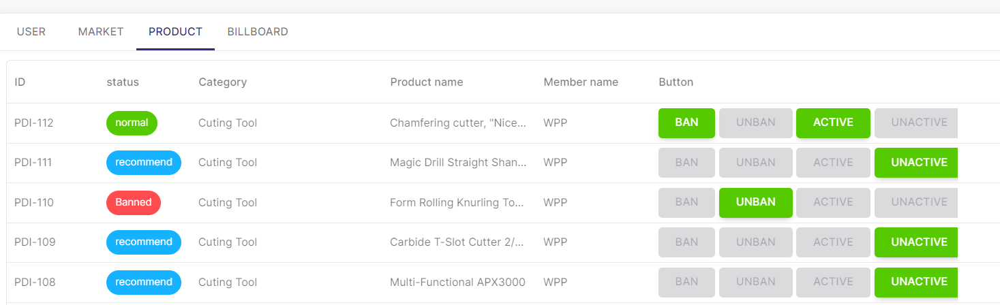 USER MARKET PRODUCT BILLBOARD
ID status Category Product name Member name Button
PDI-112 normal Cuting Tool Chamfering cutter, "Nice... WPP BAN UNBAN ACTIVE UNACTIVE
PDI-111 recommend Cuting Tool Magic Drill Straight Shan... WPP BAN UNBAN ACTIVE UNACTIVE
PDI-110 Banned Cuting Tool Form Rolling Knurling To... WPP BAN UNBAN ACTIVE UNACTIVE
PDI-109 recommend Cuting Tool Carbide T-Slot Cutter 2/... WPP BAN UNBAN ACTIVE UNACTIVE
PDI-108 recommend Cuting Tool Multi-Functional APX3000 WPP BAN UNBAN ACTIVE UNACTIVE